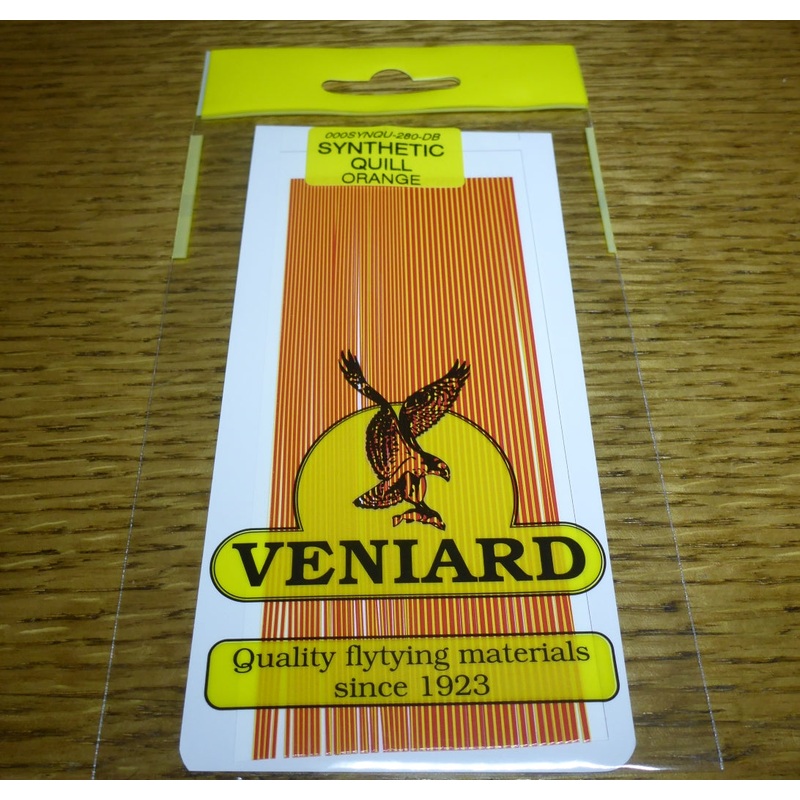 000SYNQU-280-DB
SYNTHETIC
QUILL
ORANGE
VENIARD
Quality flytying materials
since 1923